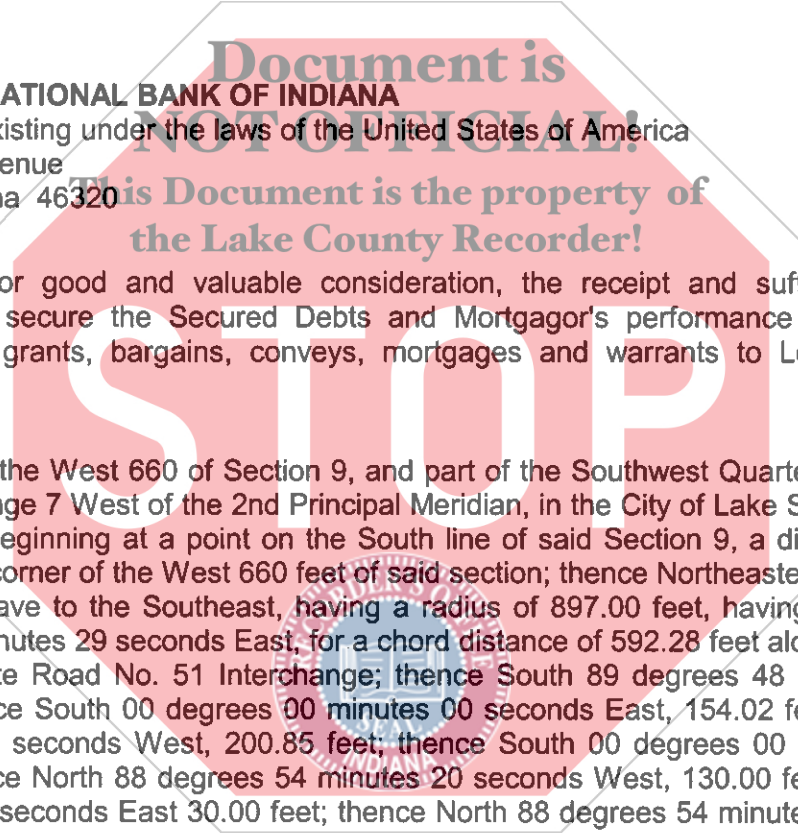 Document is
ATIONAL BANK OF INDIANA
NOT OFFICIAL!
xisting under the laws of the United States of America
enue
This Document is the property of
na 46320
the Lake County Recorder!
or good and valuable consideration, the receipt and suf
secure the Secured Debts and Mortgagor's performance
grants, bargains, conveys, mortgages and warrants to L
STOP
the West 660 of Section 9, and part of the Southwest Quarte
nge 7 West of the 2nd Principal Meridian, in the City of Lake S
eginning at a point on the South line of said Section 9, a di
corner of the West 660 feet of said section; thence Northeaste
ave to the Southeast, having a radius of 897.00 feet, having
nutes 29 seconds East, for a chord distance of 592.28 feet alo
te Road No. 51 Interchange; thence South 89 degrees 48
ce South 00 degrees 00 minutes 00 seconds East, 154.02 fe
seconds West, 200.85 feet; thence South 00 degrees 00
ce North 88 degrees 54 minutes 20 seconds West, 130.00 fe
seconds East 30.00 feet; thence North 88 degrees 54 minute
RECORDER'S OFFICE
SEAL
INDIANA